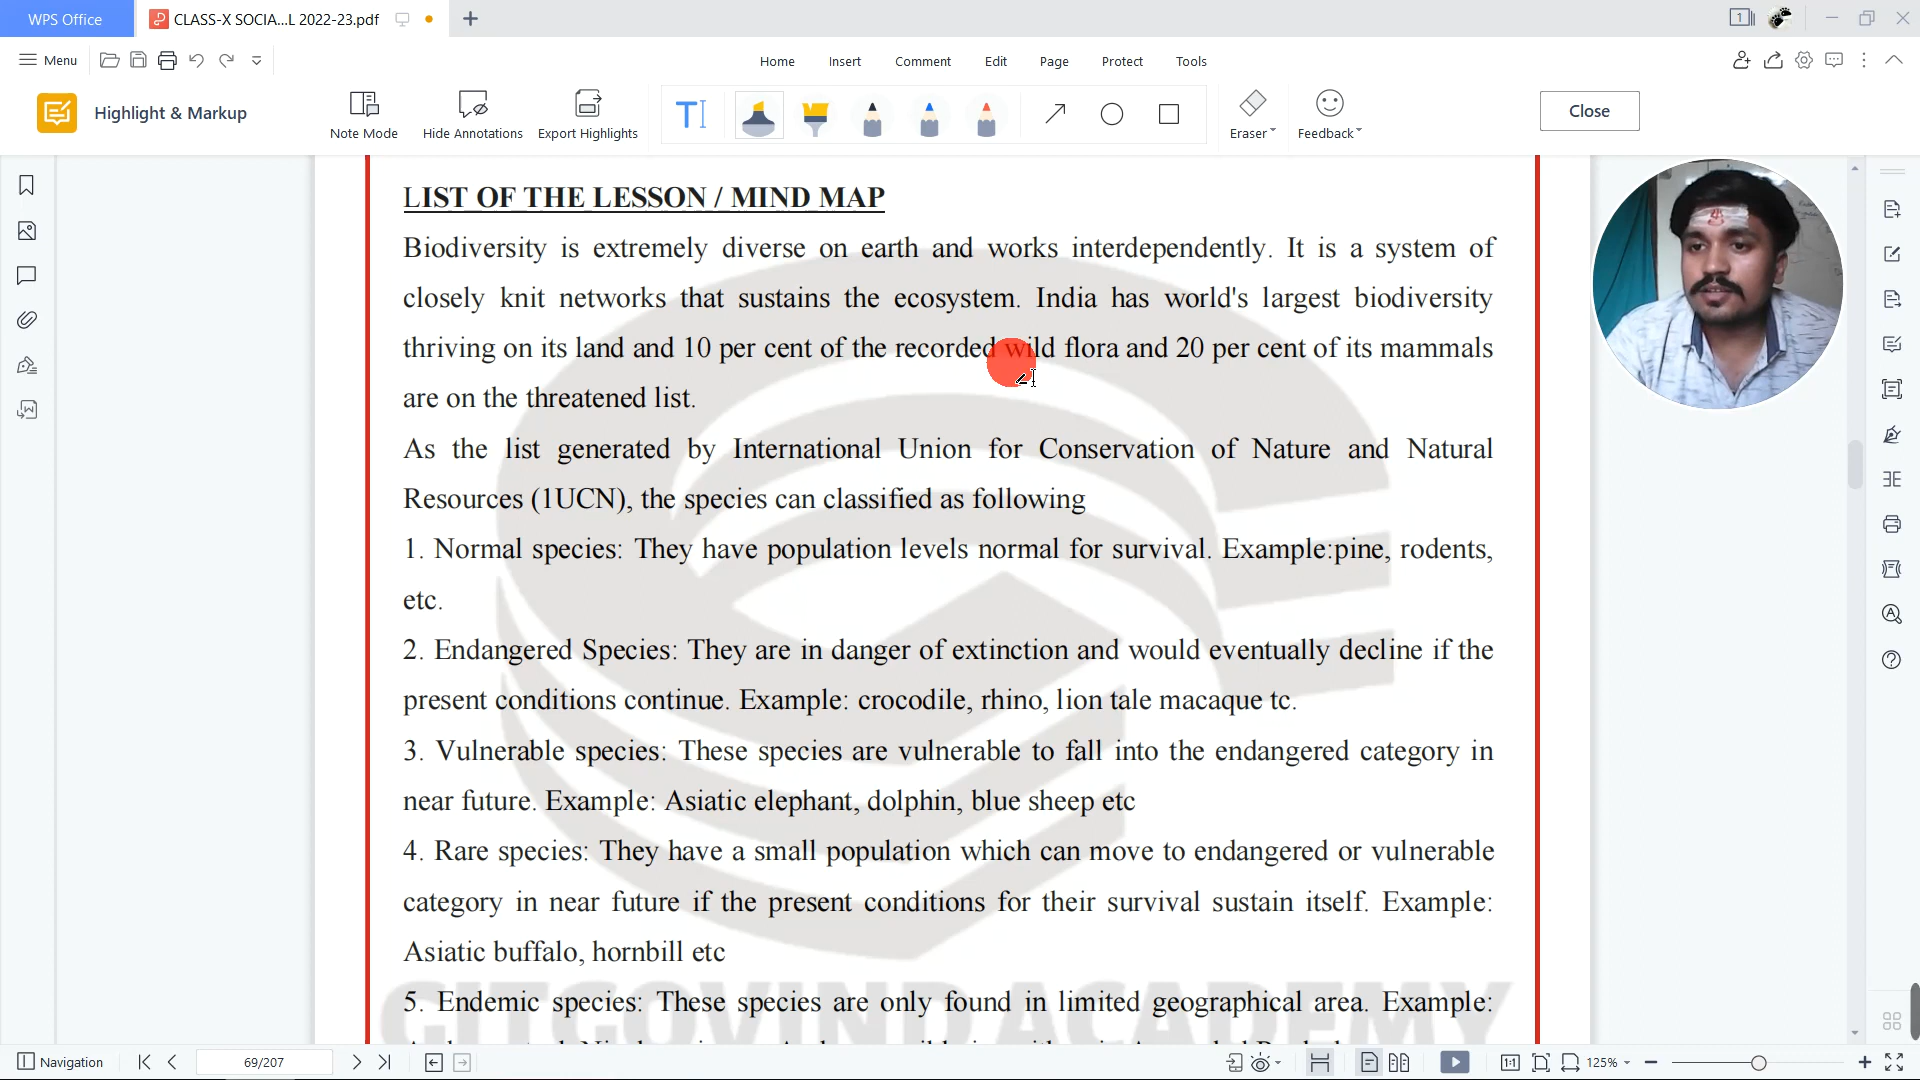 WPS Office
CLASS-X SOCIA...L 2022-23.pdf
1
Menu
Home Insert Comment Edit Page Protect Tools
Highlight & Markup
Note Mode Hide Annotations Export Highlights
Eraser Feedback
Close
LIST OF THE LESSON / MIND MAP
Biodiversity is extremely diverse on earth and works interdependently. It is a system of
closely knit networks that sustains the ecosystem. India has world's largest biodiversity
thriving on its land and 10 per cent of the recorded wild flora and 20 per cent of its mammals
are on the threatened list.
As the list generated by International Union for Conservation of Nature and Natural
Resources (1UCN), the species can classified as following
1. Normal species: They have population levels normal for survival. Example:pine, rodents,
etc.
2. Endangered Species: They are in danger of extinction and would eventually decline if the
present conditions continue. Example: crocodile, rhino, lion tale macaque tc.
3. Vulnerable species: These species are vulnerable to fall into the endangered category in
near future. Example: Asiatic elephant, dolphin, blue sheep etc
4. Rare species: They have a small population which can move to endangered or vulnerable
category in near future if the present conditions for their survival sustain itself. Example:
Asiatic buffalo, hornbill etc
5. Endemic species: These species are only found in limited geographical area. Example:
GITGOVIND ACADEMY
Navigation
69/207
1:1
125%